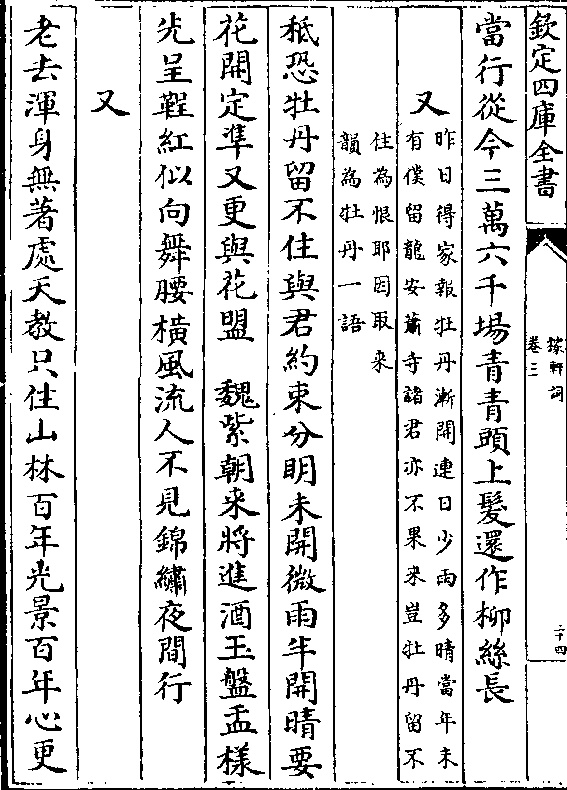 欽定四庫全書
稼軒詞
卷三
二十四
當行從今三萬六千場青青頭上髮還作柳絲長
又
昨日得家報牡丹漸開連日少雨多晴當年未
有僕留龍安蕭寺諸君亦不果來豈牡丹留不
住為恨耶因取来
韻為牡丹一語
秪恐牡丹留不住與君約束分明未開微雨半開晴要
花開定準又更與花盟　魏紫朝來將進酒玉盤盂様
先呈鞓紅似向舞腰橫風流人不見錦繡夜間行
又
老去渾身無著處天教只住山林百年光景百年心更